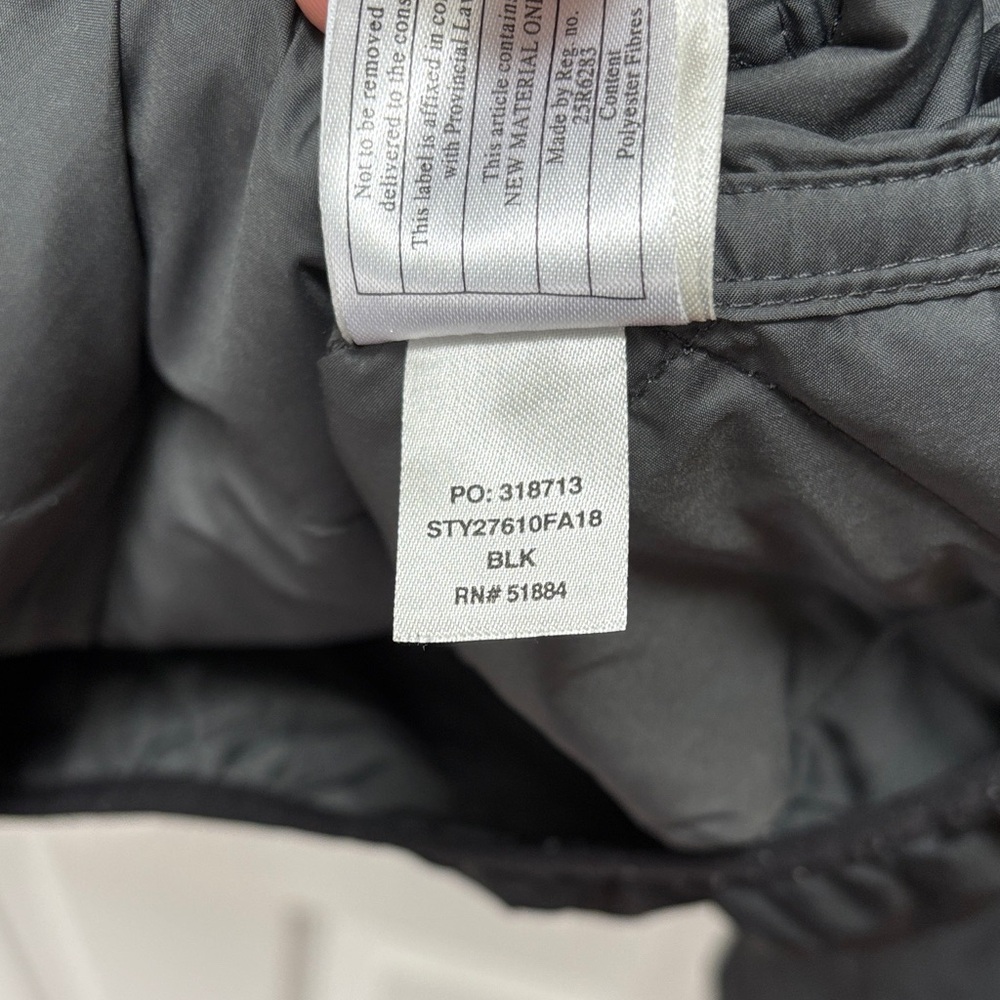 Not to be removed
delivered to the cons
This label is affixed in co
with Provincial La
This article contain
NEW MATERIAL ONL
Made by Reg. no.
25R6283
Content
Polyester Fibres
PO: 318713
STY27610FA18
BLK
RN# 51884